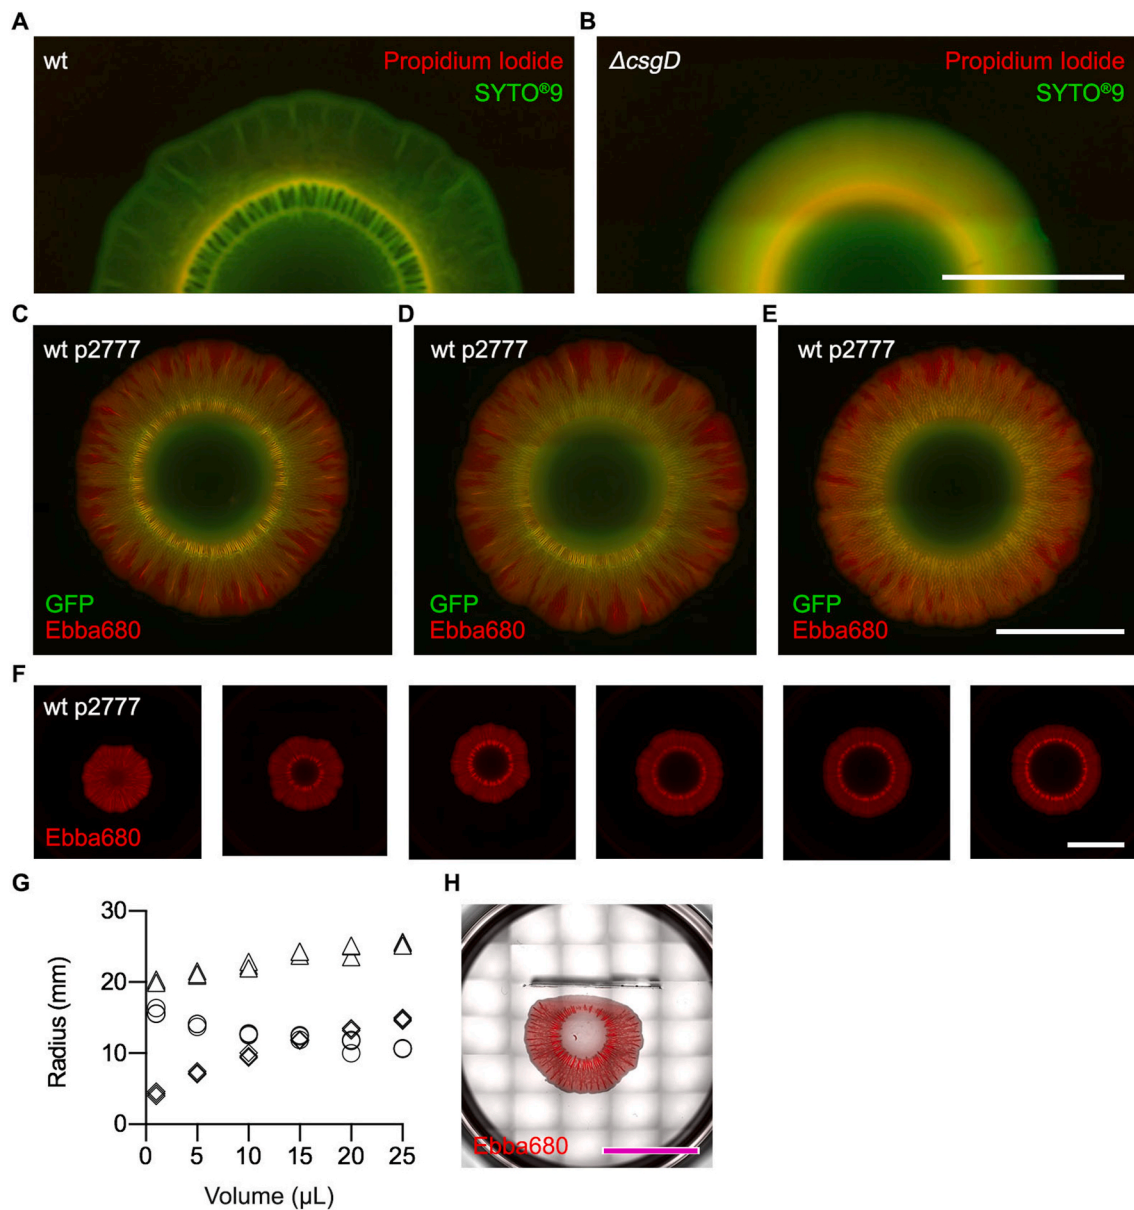 A
wt
Propidium Iodide
SYTO®9
B
ΔcsgD
Propidium Iodide
SYTO®9
C
wt p2777
GFP
Ebba680
D
wt p2777
GFP
Ebba680
E
wt p2777
GFP
Ebba680
F
wt p2777
Ebba680
G
30
20
10
0
Radius (mm)
0 5 10 15 20 25
Volume (µL)
H
Ebba680